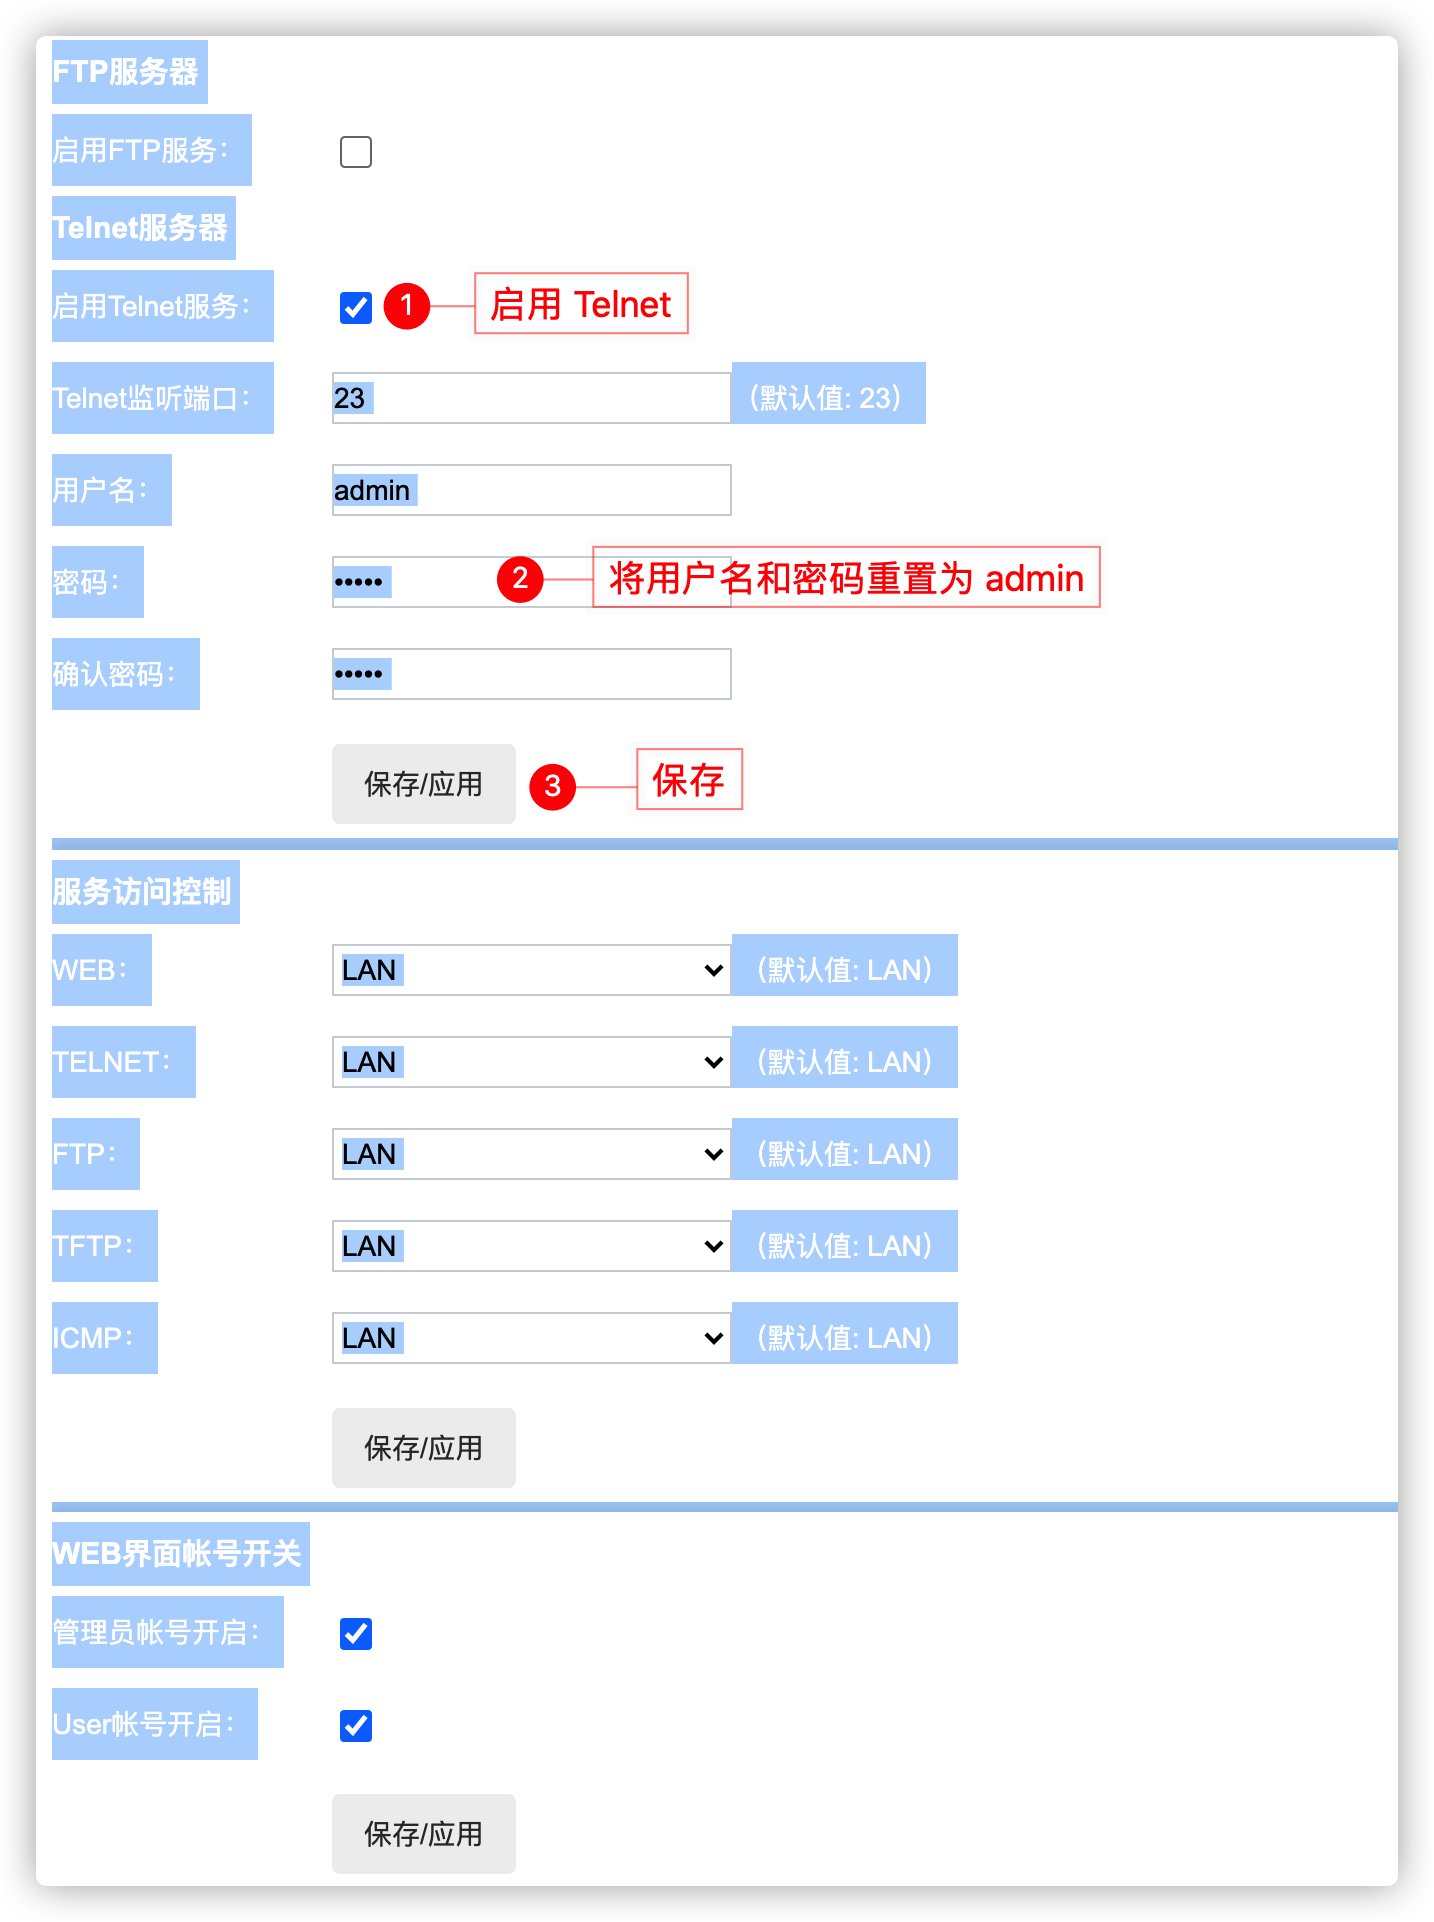 FTP服务器
启用FTP服务：
Telnet服务器
启用Telnet服务：
1
启用 Telnet
Telnet监听端口：
23
（默认值: 23）
用户名：
admin
密码：
•••••
2
将用户名和密码重置为 admin
确认密码：
•••••
保存/应用
3
保存
服务访问控制
WEB：
LAN
（默认值: LAN）
TELNET：
LAN
（默认值: LAN）
FTP：
LAN
（默认值: LAN）
TFTP：
LAN
（默认值: LAN）
ICMP：
LAN
（默认值: LAN）
保存/应用
WEB界面帐号开关
管理员帐号开启：
User帐号开启：
保存/应用